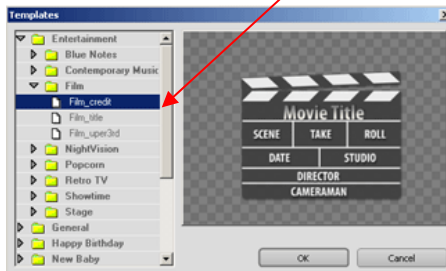 Templates
Entertainment
Blue Notes
Contemporary Music
Film
Film_credit
Film_title
Film_uper3rd
NightVision
Popcorn
Retro TV
Showtime
Stage
General
Happy Birthday
New Baby
Movie Title
SCENE TAKE ROLL
DATE STUDIO
DIRECTOR
CAMERAMAN
OK Cancel